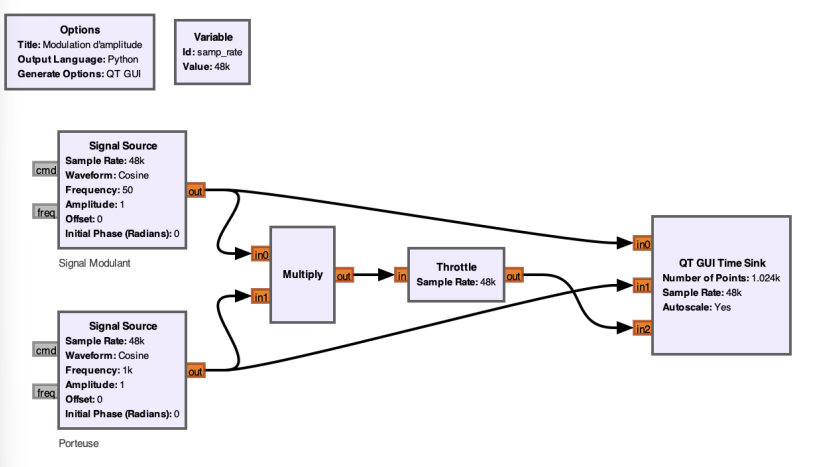 Options
Title: Modulation d'amplitude
Output Language: Python
Generate Options: QT GUI
Variable
Id: samp_rate
Value: 48k
Signal Source
Sample Rate: 48k
Waveform: Cosine
Frequency: 50
Amplitude: 1
Offset: 0
Initial Phase (Radians): 0
cmd
freq
out
Signal Modulant
in0
in1
Multiply
out
in
Throttle
Sample Rate: 48k
out
in0
in1
in2
QT GUI Time Sink
Number of Points: 1.024k
Sample Rate: 48k
Autoscale: Yes
Signal Source
Sample Rate: 48k
Waveform: Cosine
Frequency: 1k
Amplitude: 1
Offset: 0
Initial Phase (Radians): 0
cmd
freq
out
Porteuse